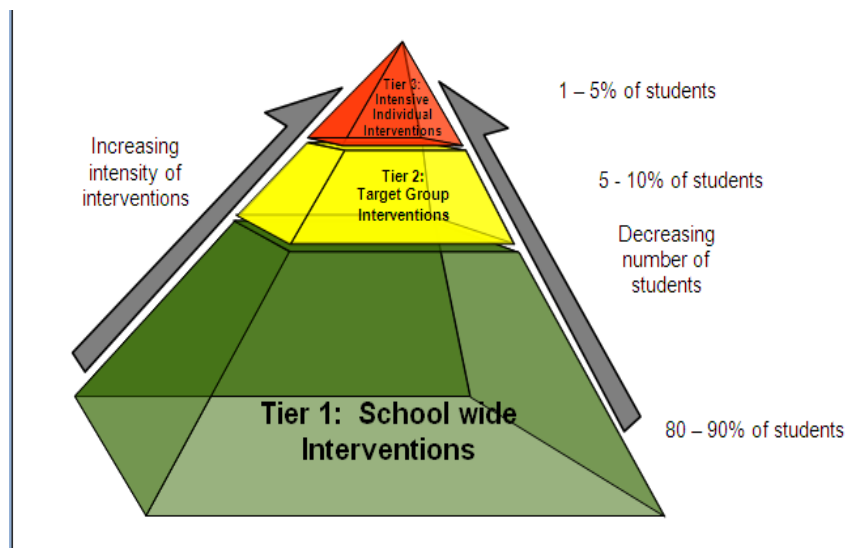 Tier 3:
Intensive
Individual
Interventions
1 – 5% of students
Increasing
intensity of
interventions
Tier 2:
Target Group
Interventions
5 - 10% of students
Decreasing
number of
students
Tier 1:  School wide
Interventions
80 – 90% of students